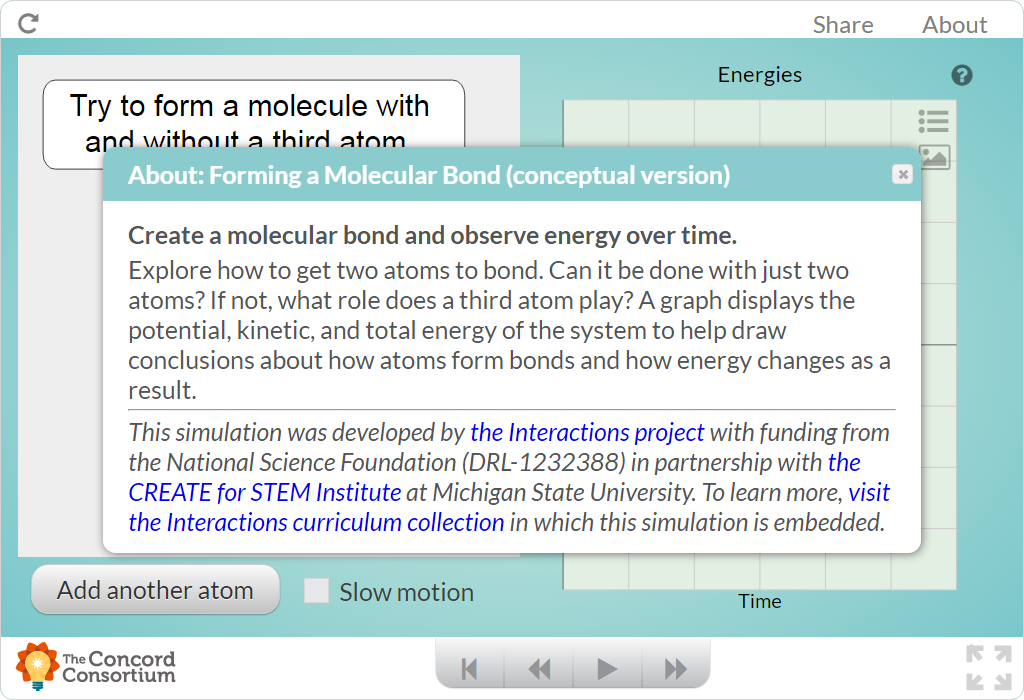 Share About
Energies
Try to form a molecule with
and without a third atom
About: Forming a Molecular Bond (conceptual version)
Create a molecular bond and observe energy over time.
Explore how to get two atoms to bond. Can it be done with just two
atoms? If not, what role does a third atom play? A graph displays the
potential, kinetic, and total energy of the system to help draw
conclusions about how atoms form bonds and how energy changes as a
result.
This simulation was developed by the Interactions project with funding from
the National Science Foundation (DRL-1232388) in partnership with the
CREATE for STEM Institute at Michigan State University. To learn more, visit
the Interactions curriculum collection in which this simulation is embedded.
Add another atom
Slow motion
Time
The Concord
Consortium